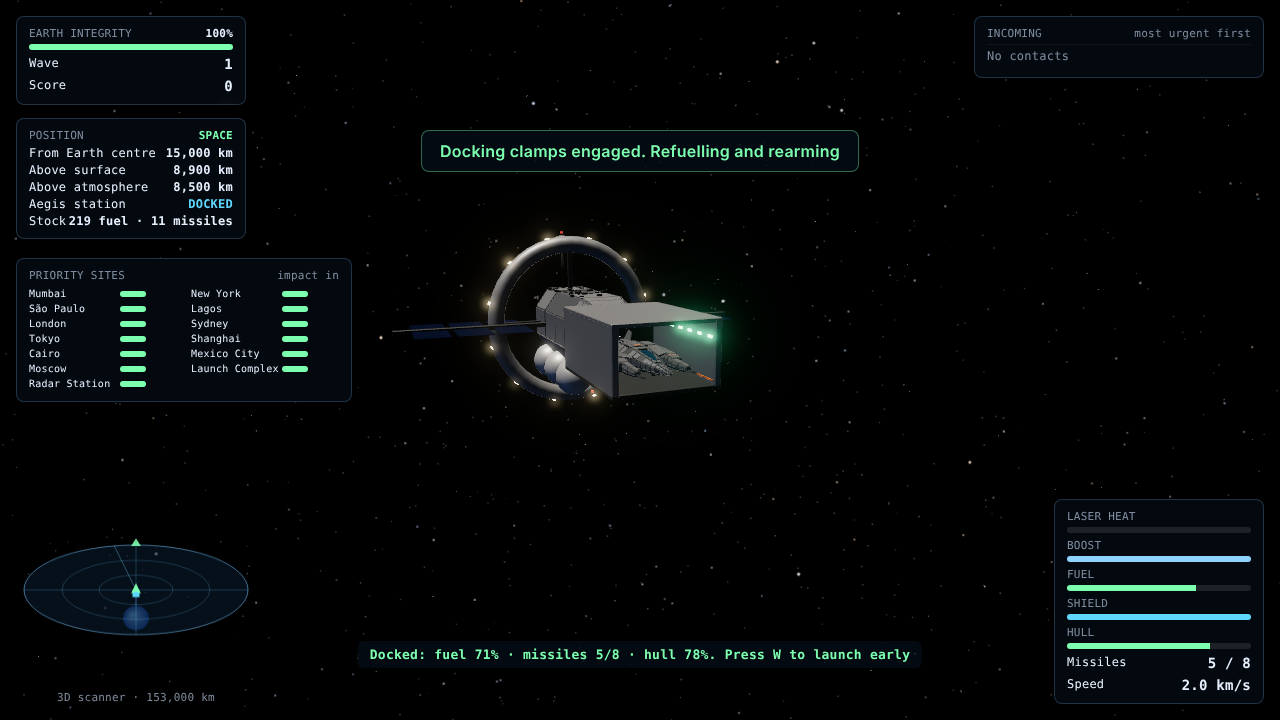 EARTH INTEGRITY 100%
Wave 1
Score 0
POSITION SPACE
From Earth centre 15,000 km
Above surface 8,900 km
Above atmosphere 8,500 km
Aegis station DOCKED
Stock 219 fuel · 11 missiles
PRIORITY SITES impact in
Mumbai New York
São Paulo Lagos
London Sydney
Tokyo Shanghai
Cairo Mexico City
Moscow Launch Complex
Radar Station
INCOMING most urgent first
No contacts
Docking clamps engaged. Refuelling and rearming
Docked: fuel 71% · missiles 5/8 · hull 78%. Press W to launch early
3D scanner · 153,000 km
LASER HEAT
BOOST
FUEL
SHIELD
HULL
Missiles 5 / 8
Speed 2.0 km/s